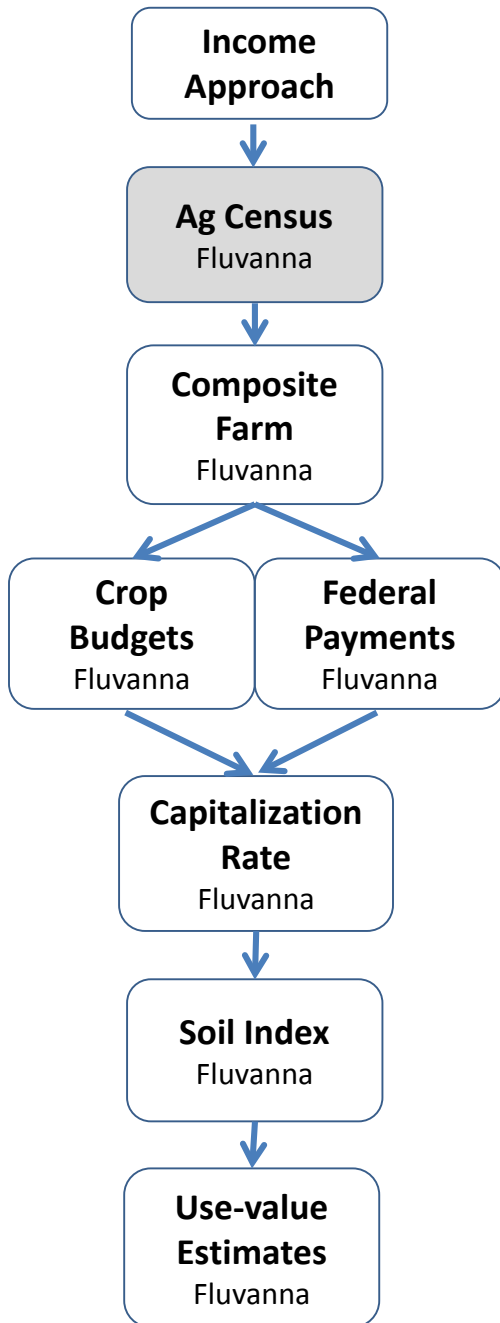 Income
Approach
Ag Census
Fluvanna
Composite
Farm
Fluvanna
Crop
Budgets
Fluvanna
Federal
Payments
Fluvanna
Capitalization
Rate
Fluvanna
Soil Index
Fluvanna
Use-value
Estimates
Fluvanna